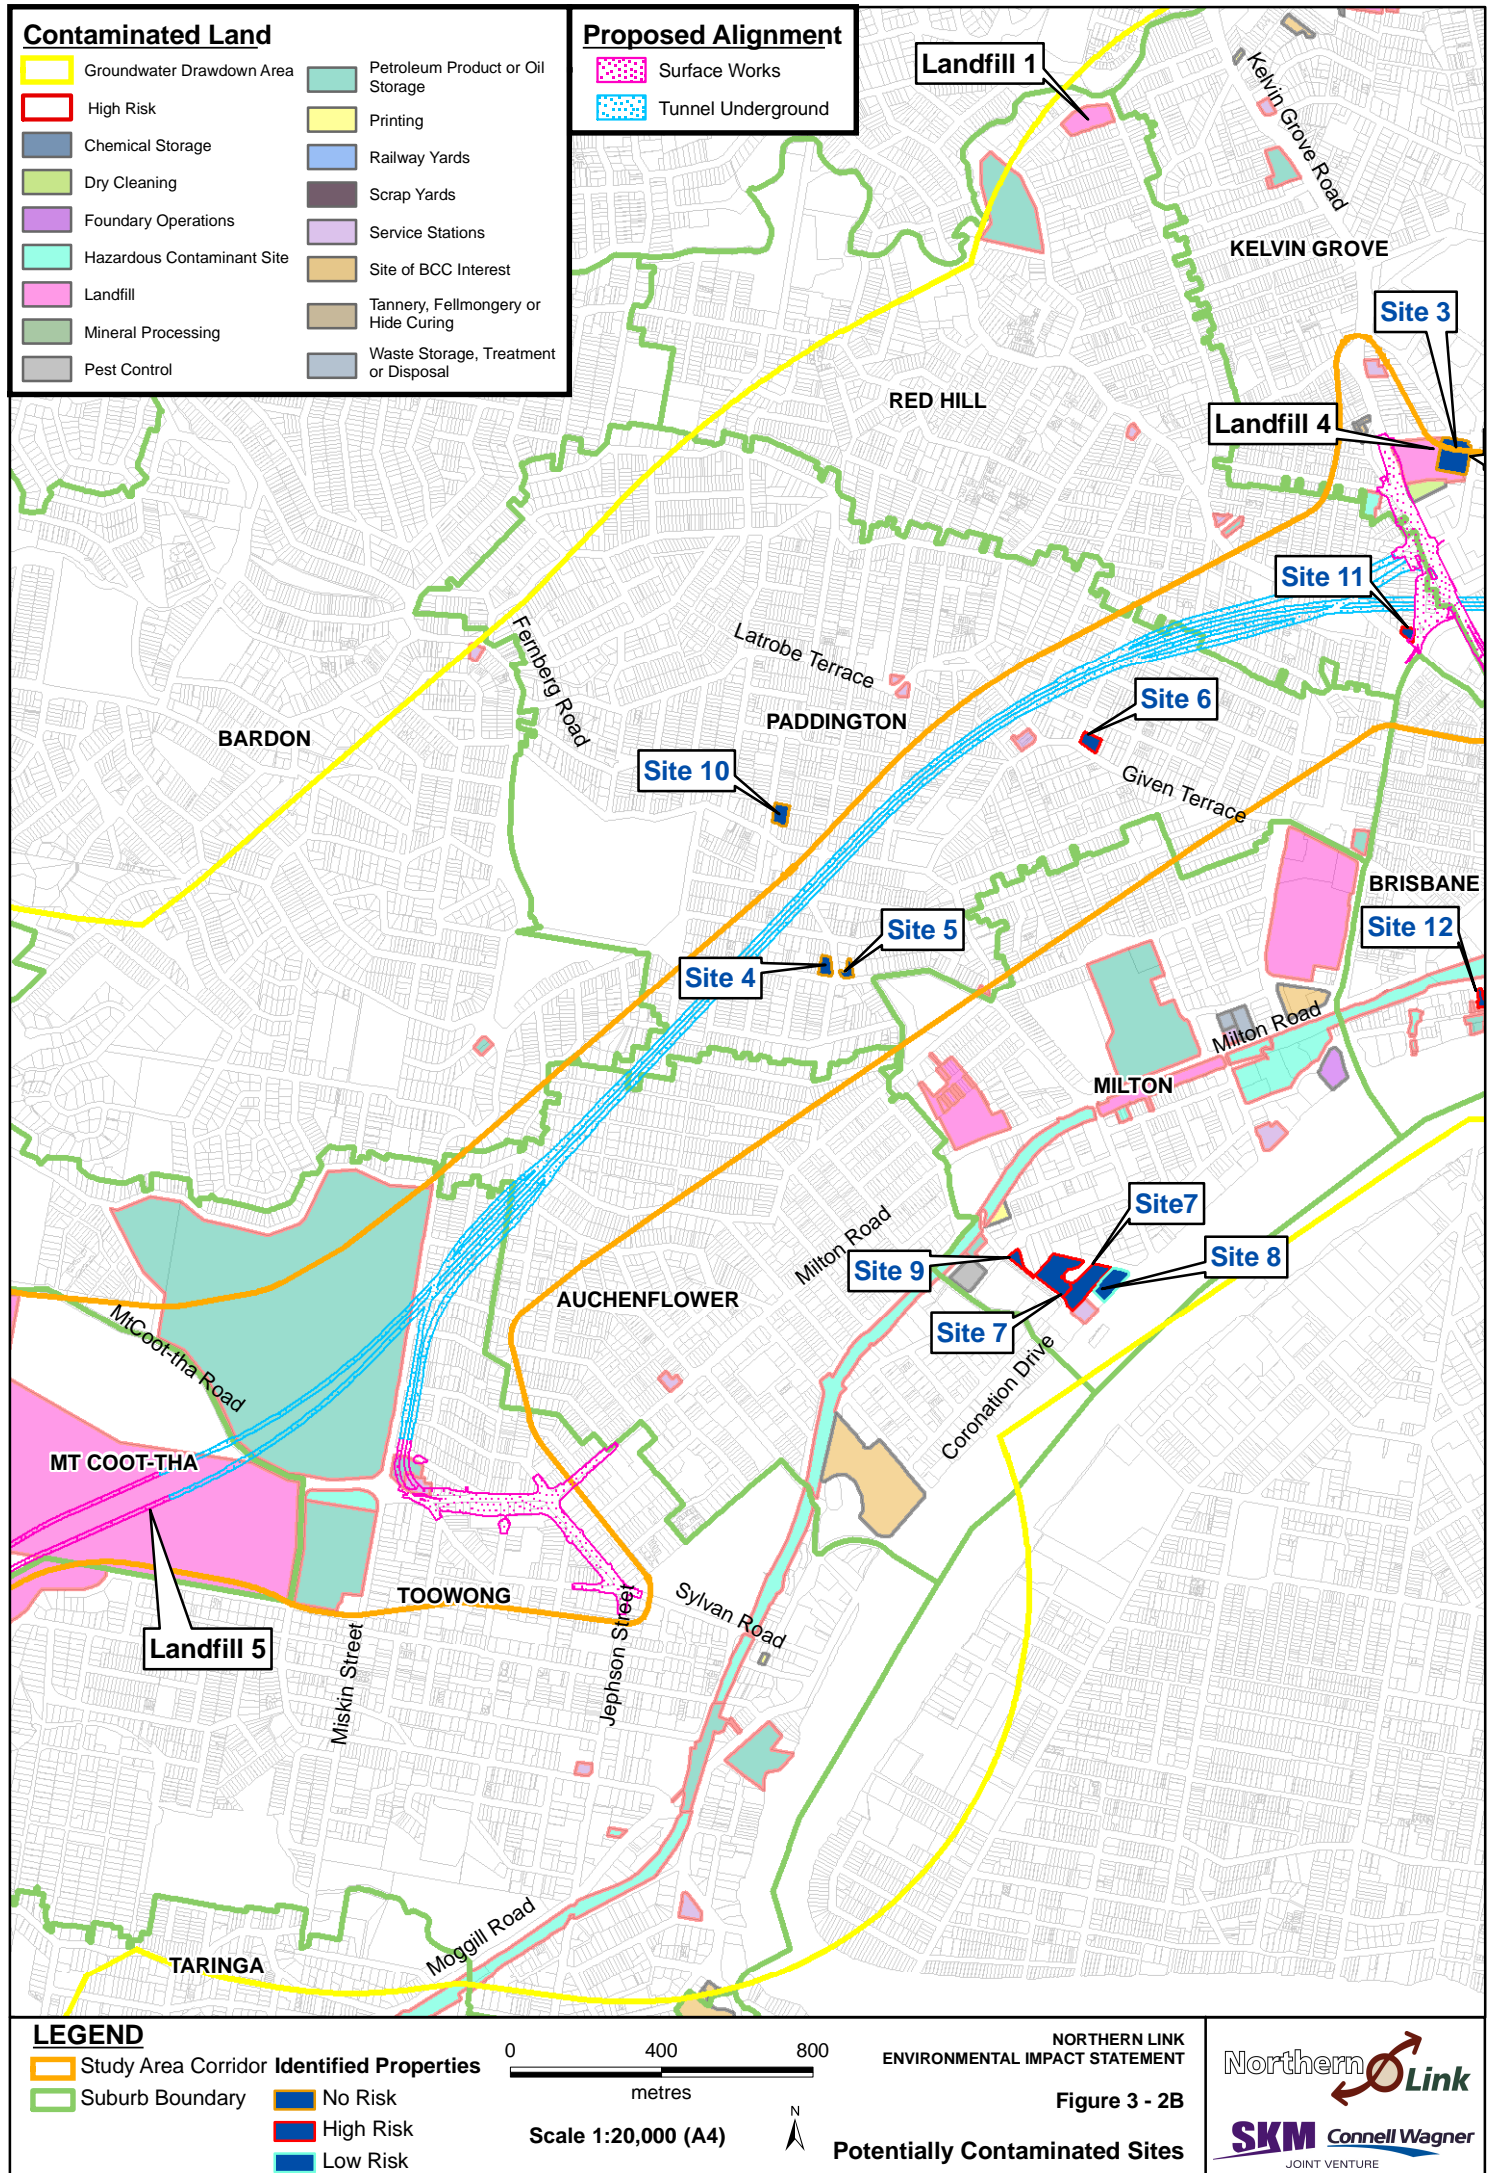 Contaminated Land
Groundwater Drawdown Area
High Risk
Chemical Storage
Dry Cleaning
Foundary Operations
Hazardous Contaminant Site
Landfill
Mineral Processing
Pest Control
Petroleum Product or Oil
Storage
Printing
Railway Yards
Scrap Yards
Service Stations
Site of BCC Interest
Tannery, Fellmongery or
Hide Curing
Waste Storage, Treatment
or Disposal
Proposed Alignment
Surface Works
Tunnel Underground
Landfill 1
Kelvin Grove Road
KELVIN GROVE
Site 3
RED HILL
Landfill 4
Site 11
Fernberg Road
Latrobe Terrace
Site 6
PADDINGTON
BARDON
Site 10
Given Terrace
BRISBANE
Site 12
Site 5
Site 4
Milton Road
MILTON
Site7
Milton Road
Site 9
Site 8
AUCHENFLOWER
Site 7
MtCoot-tha Road
Coronation Drive
MT COOT-THA
TOOWONG
Sylvan Road
Landfill 5
Miskin Street
Jephson Street
Moggill Road
TARINGA
LEGEND
Study Area Corridor
Suburb Boundary
Identified Properties
No Risk
High Risk
Low Risk
0 400 800
metres
Scale 1:20,000 (A4)
N
NORTHERN LINK
ENVIRONMENTAL IMPACT STATEMENT
Figure 3 - 2B
Potentially Contaminated Sites
Northern Link
SKM Connell Wagner
JOINT VENTURE